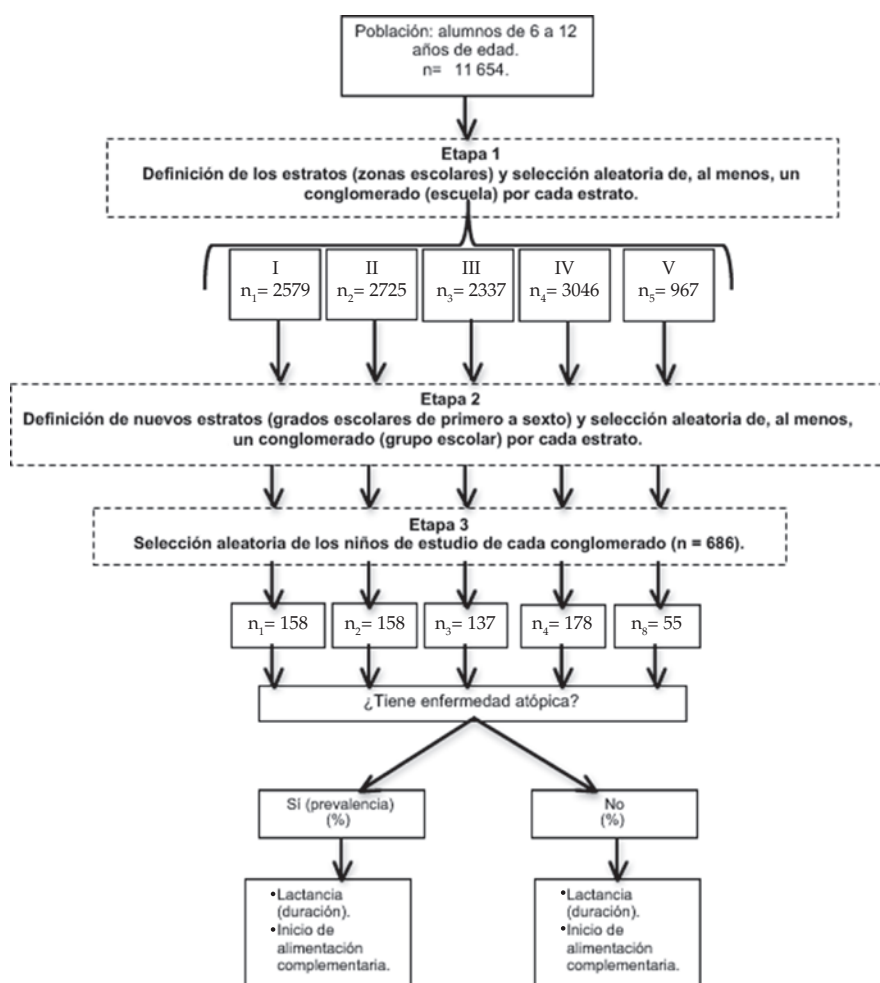 Población: alumnos de 6 a 12
años de edad.
n= 11 654.
Etapa 1
Definición de los estratos (zonas escolares) y selección aleatoria de, al menos, un
conglomerado (escuela) por cada estrato.
I
n₁= 2579
II
n₂= 2725
III
n₃= 2337
IV
n₄= 3046
V
n₅= 967
Etapa 2
Definición de nuevos estratos (grados escolares de primero a sexto) y selección aleatoria de, al menos,
un conglomerado (grupo escolar) por cada estrato.
Etapa 3
Selección aleatoria de los niños de estudio de cada conglomerado (n = 686).
n₁= 158
n₂= 158
n₃= 137
n₄= 178
n₈= 55
¿Tiene enfermedad atópica?
Sí (prevalencia)
(%)
No
(%)
•Lactancia
(duración).
•Inicio de
alimentación
complementaria.
•Lactancia
(duración).
•Inicio de
alimentación
complementaria.